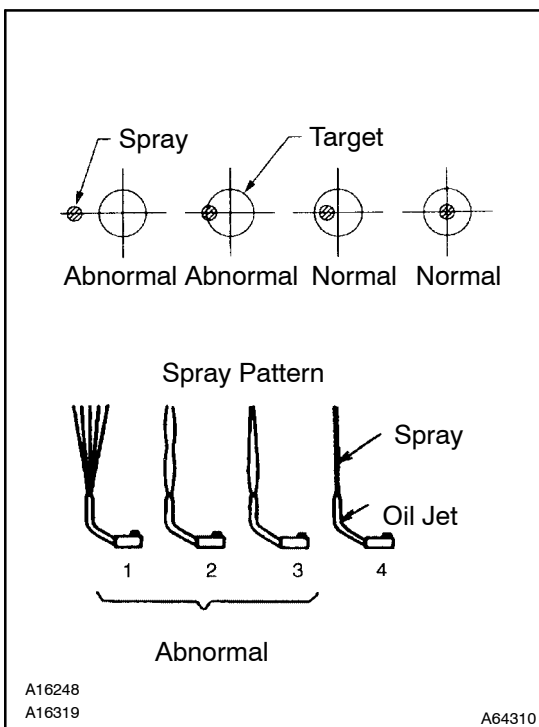 Spray Target
Abnormal Abnormal Normal Normal
Spray Pattern
Spray
Oil Jet
1 2 3 4
Abnormal
A16248
A16319
A64310